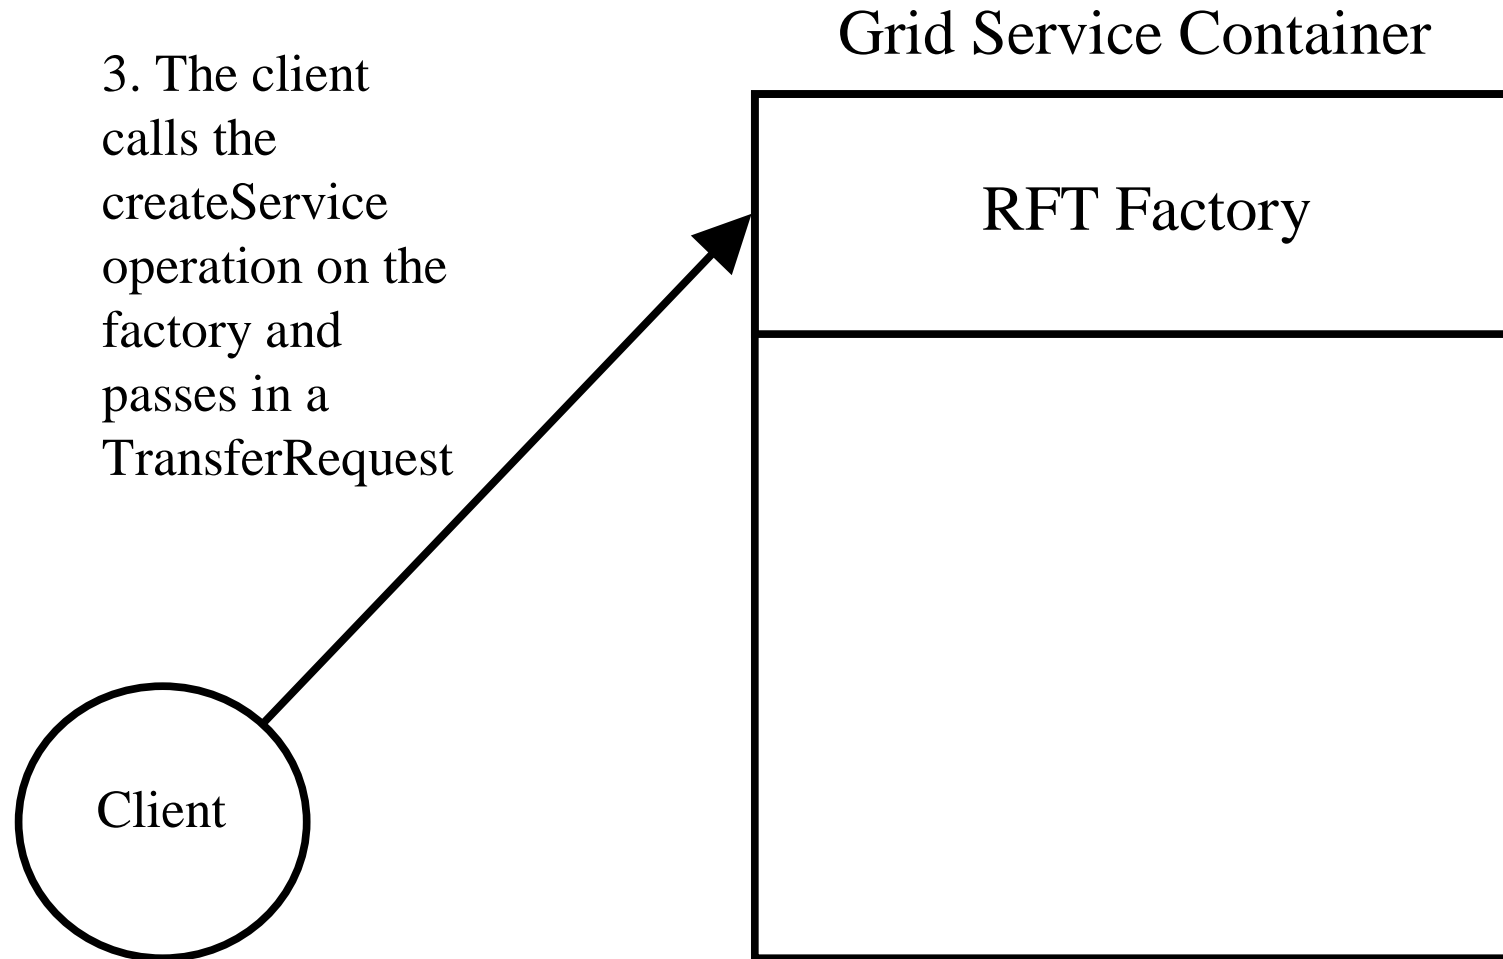 Grid Service Container
3. The client
calls the
createService
operation on the
factory and
passes in a
TransferRequest
RFT Factory
Client